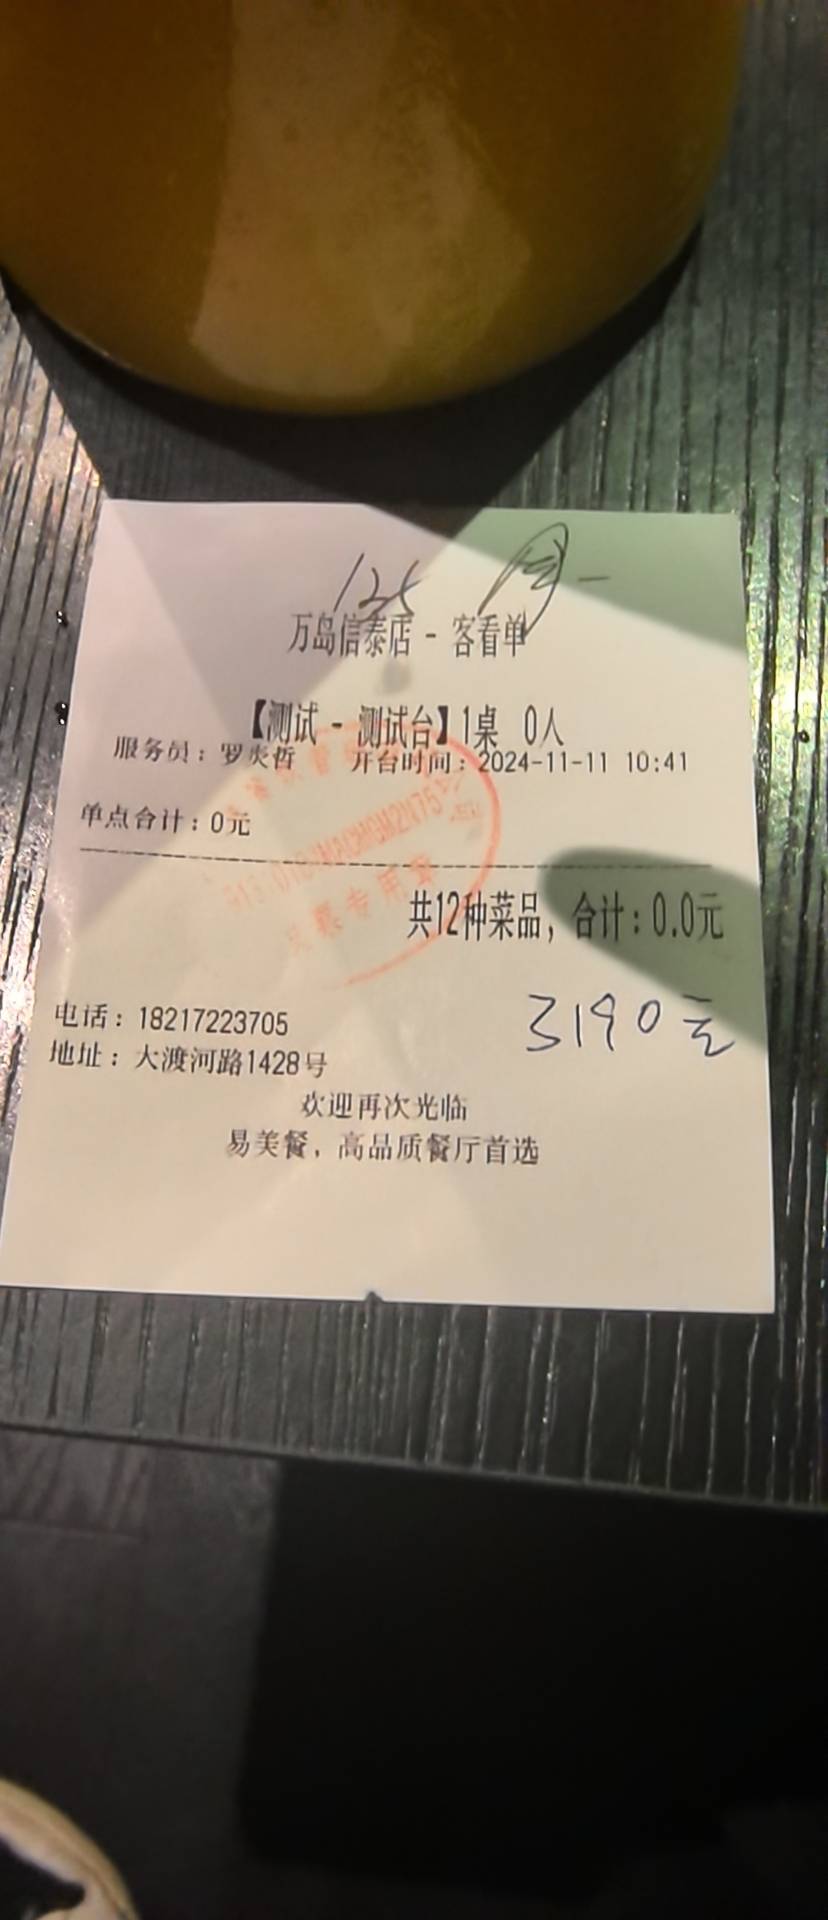 125 周一
万岛信泰店 - 客看单
【测试 - 测试台】1桌 0人
服务员：罗炎哲 开台时间：2024-11-11 10:41
单点合计：0元
共12种菜品，合计：0.0元
3190元
电话：18217223705
地址：大渡河路1428号
欢迎再次光临
易美餐，高品质餐厅首选